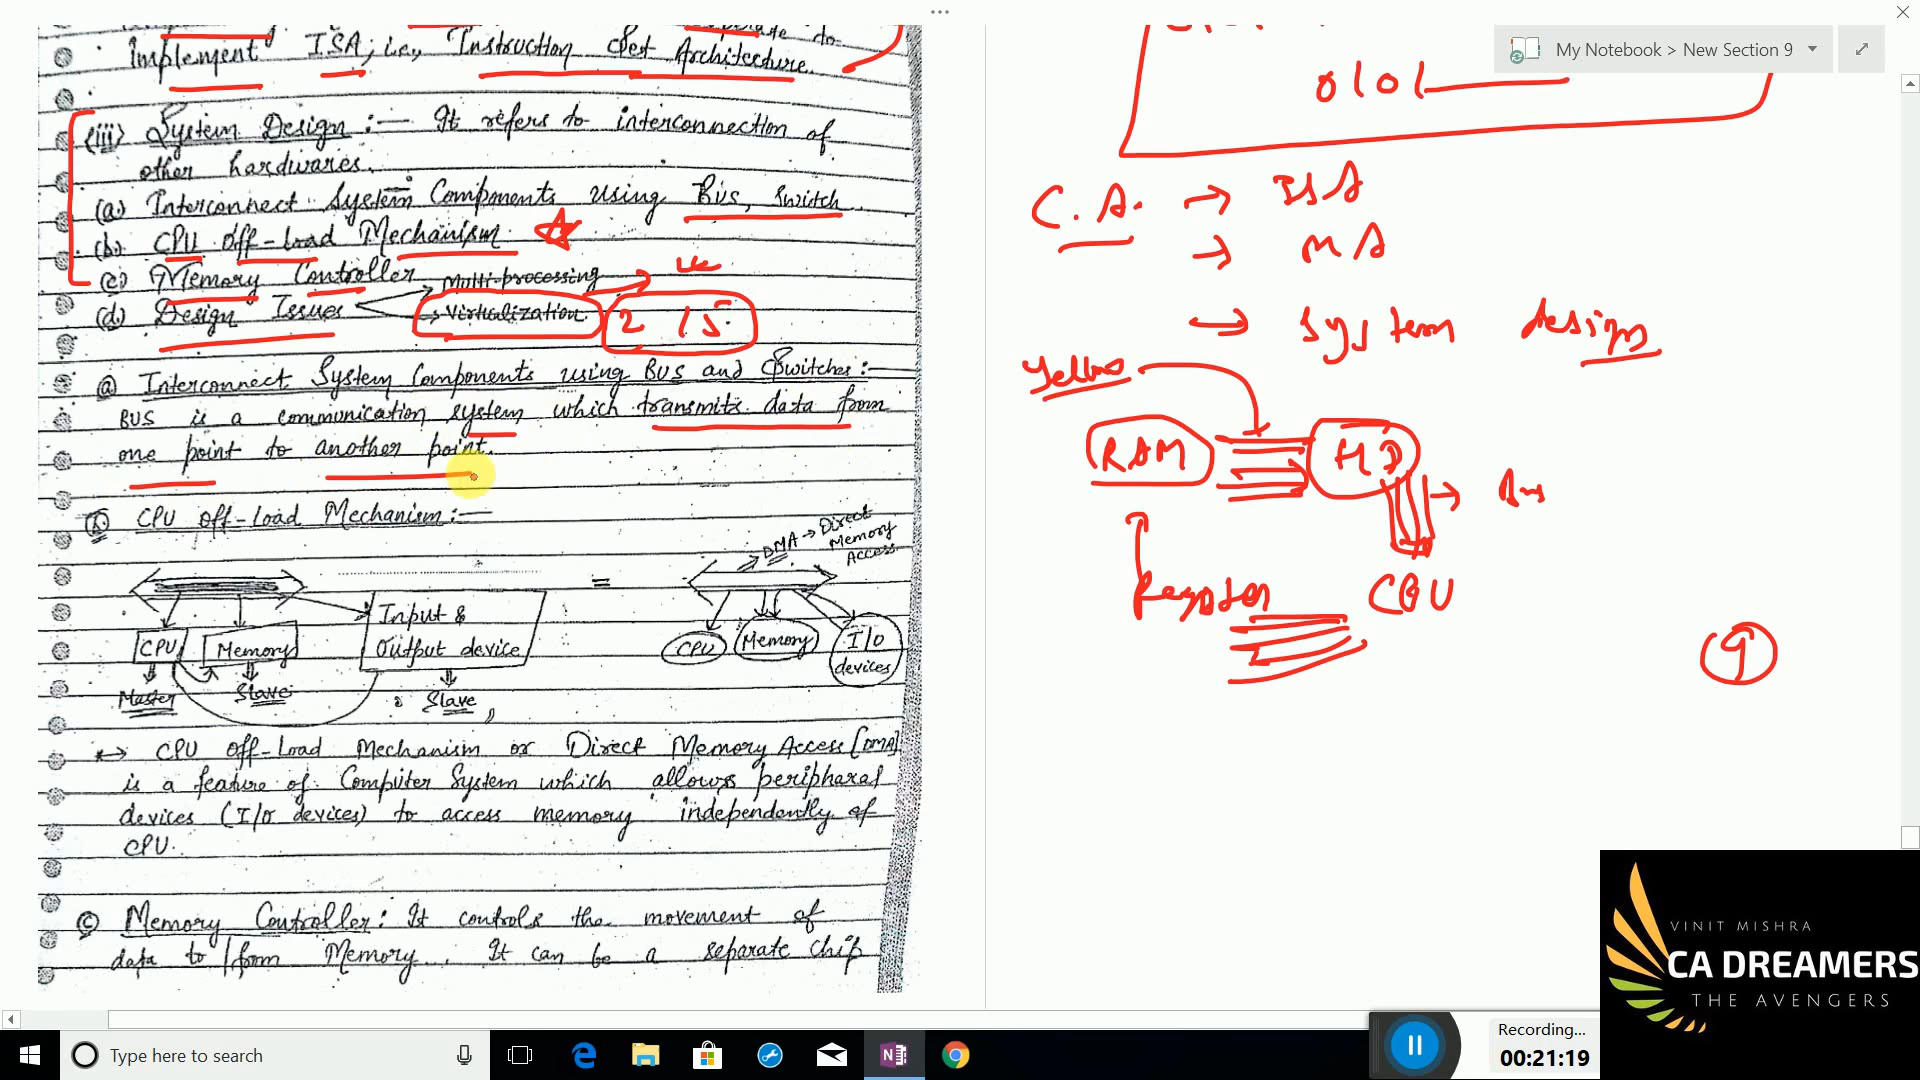 implement ISA, i.e., Instruction Set Architecture.
(iii) System Design :— It refers to interconnection of
other hardwares.
(a) Interconnect System Components using Bus, Switch
(b) CPU off-load Mechanism
(c) Memory Controller
Multi-processing
(d) Design Issues
Virtualization
2 15.
(a) Interconnect System Components using BUS and Switches :—
BUS is a communication system, which transmits data from
one point to another point.
(b) CPU off-load Mechanism :—
DMA → Direct
Memory
Access
=
CPU
Memory
Input &
Output device
Master
Slave
Slave
CPU
Memory
I/O
devices
CPU off-Load Mechanism or Direct Memory Access [DMA]
is a feature of Computer System which allows peripharal
devices (I/O devices) to access memory independently of
CPU.
(c) Memory Controller : It controls the movement of
data to / from Memory. It can be a separate chip
My Notebook > New Section 9
0101
C. A. → ISA
→ MA
→ System design
Yellow
RAM
HD
Register
CPU
9
VINIT MISHRA
CA DREAMERS
THE AVENGERS
Type here to search
Recording...
00:21:19